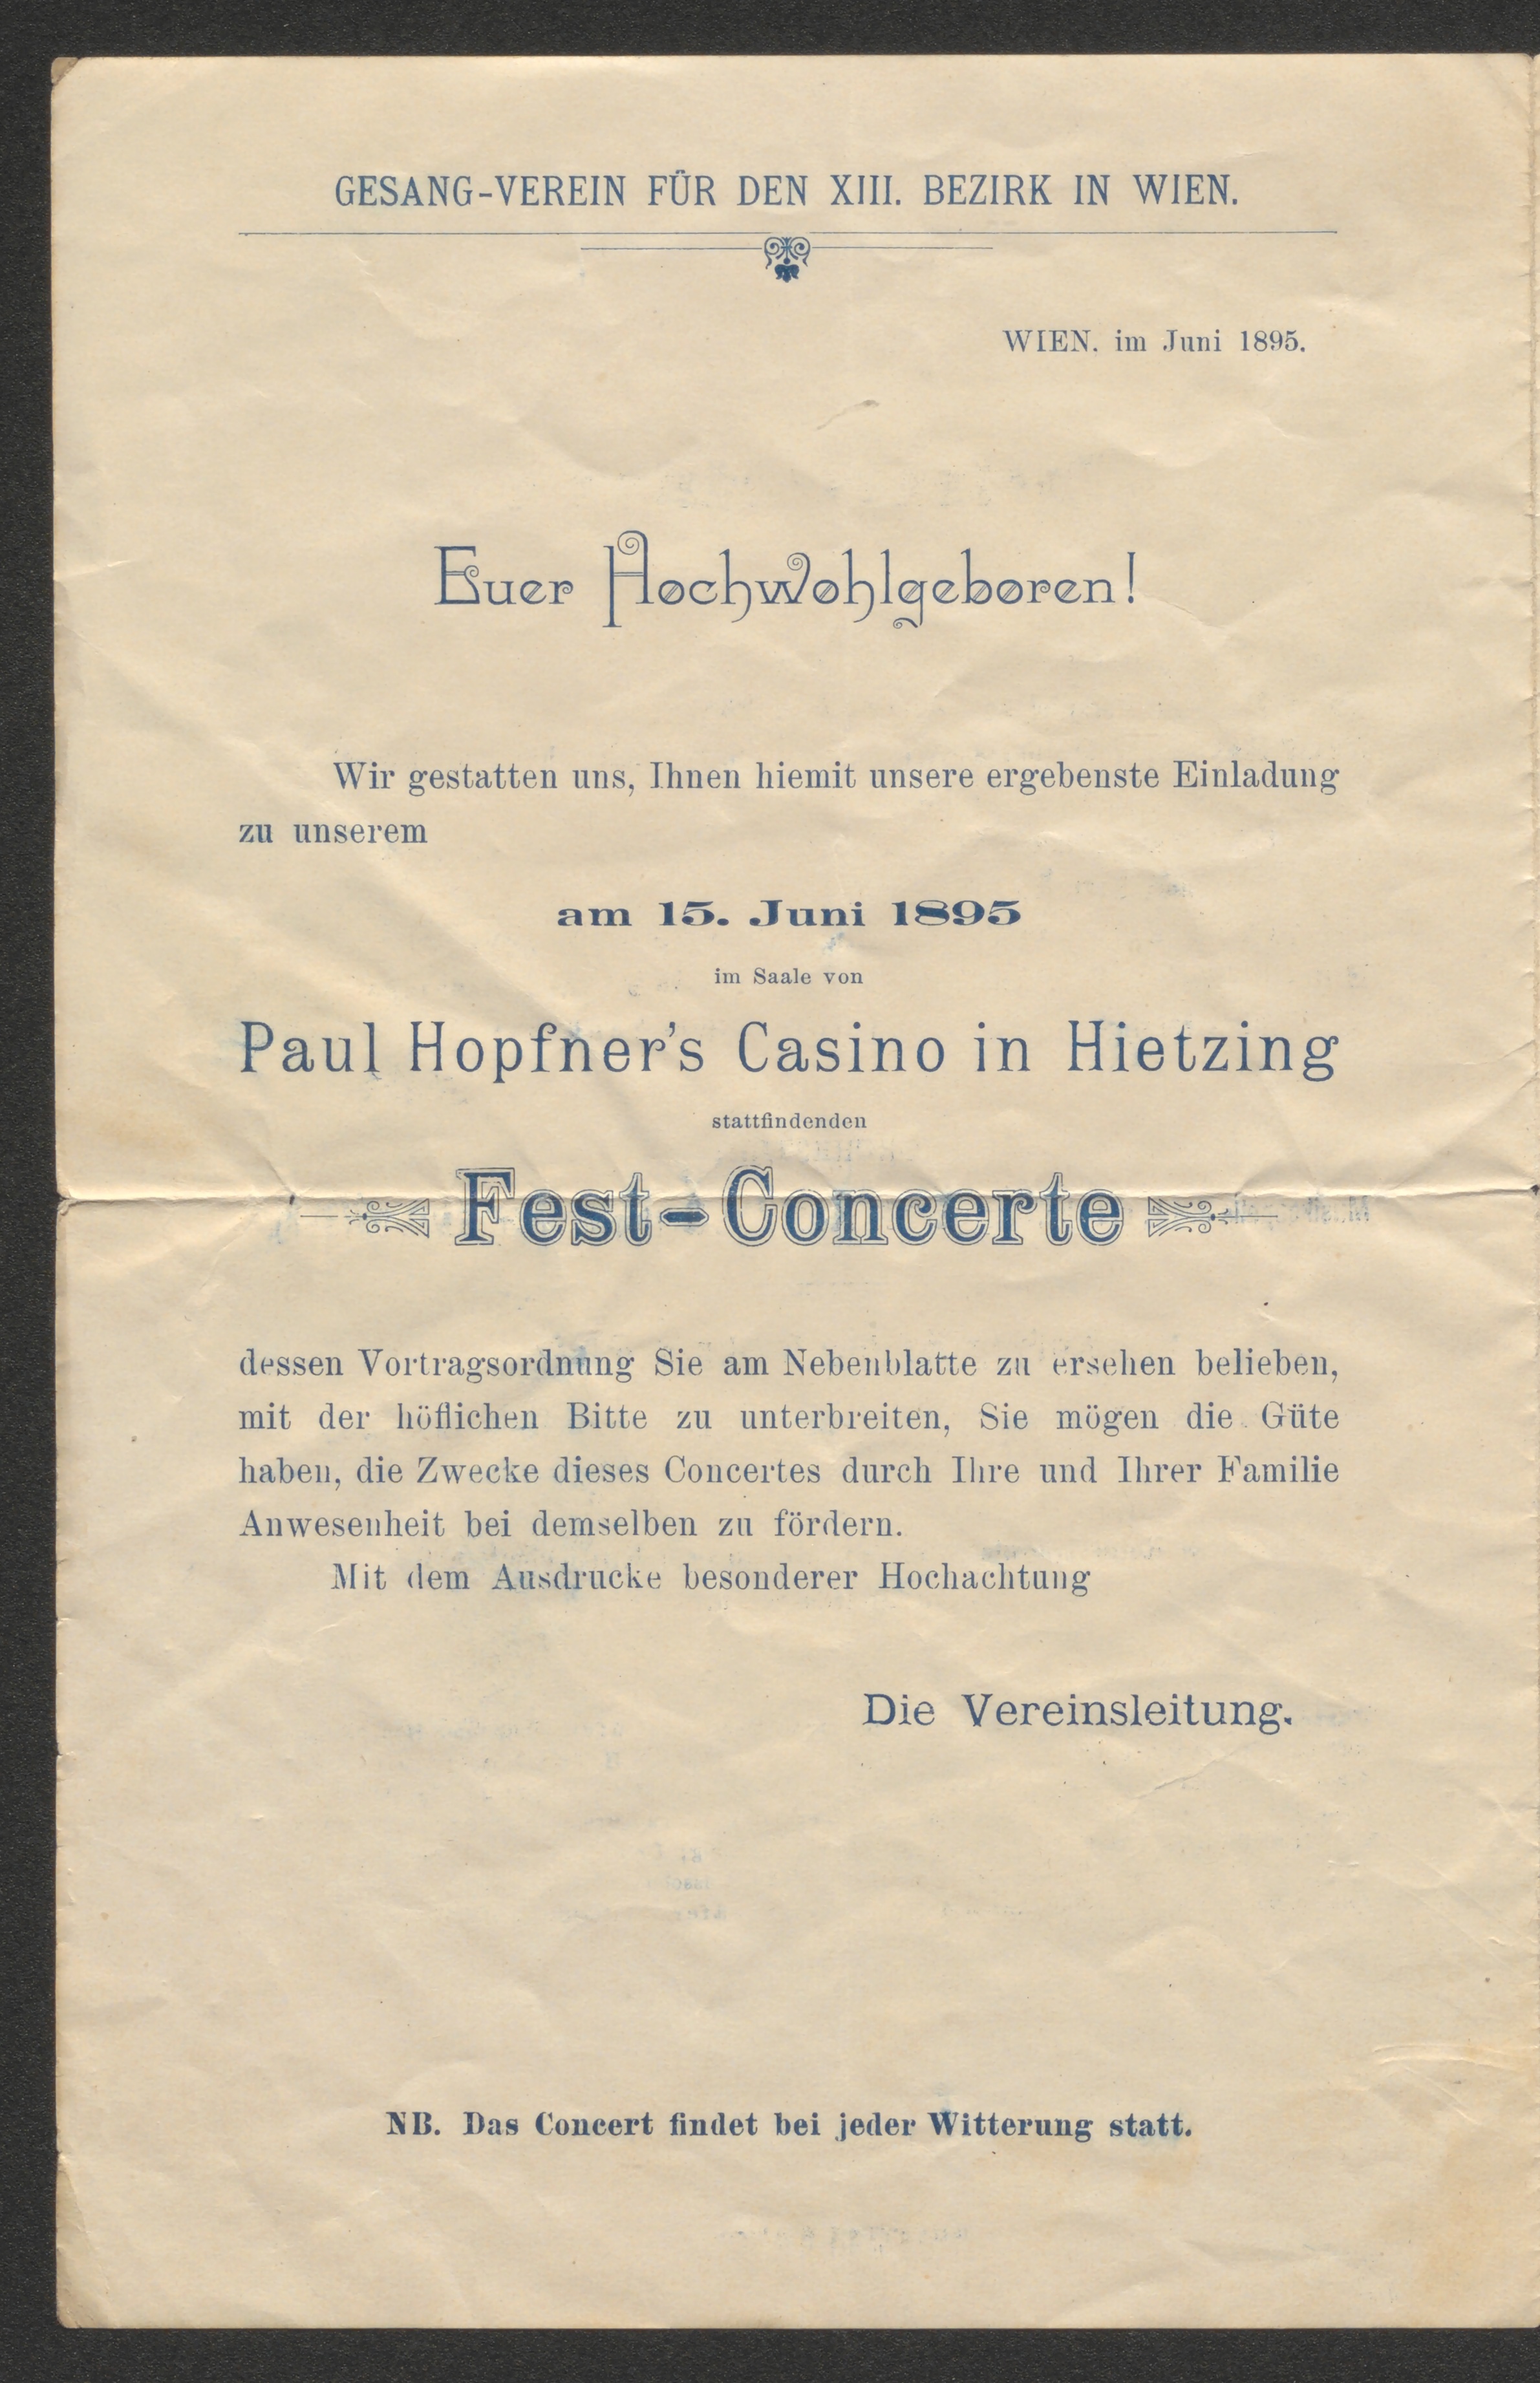 GESANG-VEREIN FÜR DEN XIII. BEZIRK IN WIEN.
WIEN. im Juni 1895.
Euer Hochwohlgeboren!
Wir gestatten uns, Ihnen hiemit unsere ergebenste Einladung
zu unserem
am 15. Juni 1895
im Saale von
Paul Hopfner's Casino in Hietzing
stattfindenden
Fest-Concerte
dessen Vortragsordnung Sie am Nebenblatte zu ersehen belieben,
mit der höflichen Bitte zu unterbreiten, Sie mögen die Güte
haben, die Zwecke dieses Concertes durch Ihre und Ihrer Familie
Anwesenheit bei demselben zu fördern.
Mit dem Ausdrucke besonderer Hochachtung
Die Vereinsleitung.
NB. Das Concert findet bei jeder Witterung statt.